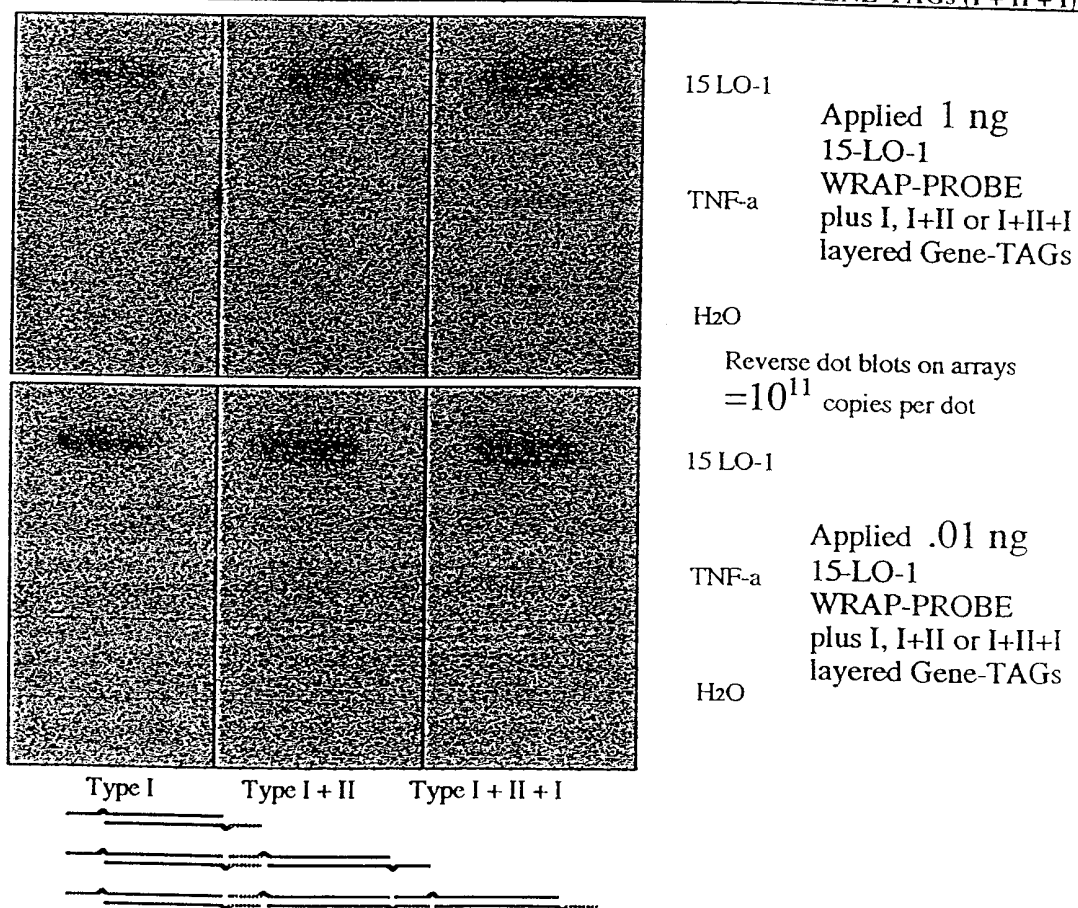 15 LO-1
Applied 1 ng
15-LO-1
WRAP-PROBE
TNF-a
plus I, I+II or I+II+I
layered Gene-TAGs
H2O
Reverse dot blots on arrays
=10^11 copies per dot
15 LO-1
Applied .01 ng
TNF-a
15-LO-1
WRAP-PROBE
plus I, I+II or I+II+I
layered Gene-TAGs
H2O
Type I Type I + II Type I + II + I